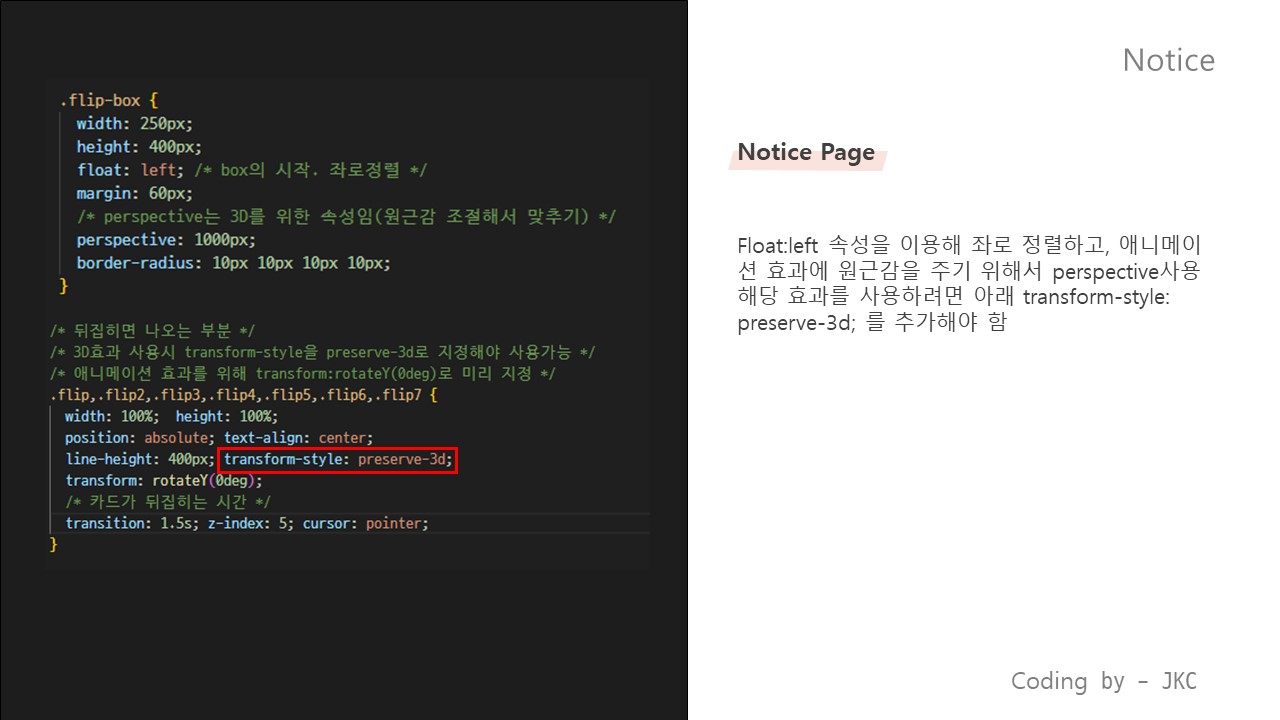 .flip-box {
width: 250px;
height: 400px;
float: left; /* box의 시작. 좌로정렬 */
margin: 60px;
/* perspective는 3D를 위한 속성임(원근감 조절해서 맞추기) */
perspective: 1000px;
border-radius: 10px 10px 10px 10px;
}
/* 뒤집히면 나오는 부분 */
/* 3D효과 사용시 transform-style을 preserve-3d로 지정해야 사용가능 */
/* 애니메이션 효과를 위해 transform:rotateY(0deg)로 미리 지정 */
.flip,.flip2,.flip3,.flip4,.flip5,.flip6,.flip7 {
width: 100%; height: 100%;
position: absolute; text-align: center;
line-height: 400px; transform-style: preserve-3d;
transform: rotateY(0deg);
/* 카드가 뒤집히는 시간 */
transition: 1.5s; z-index: 5; cursor: pointer;
}
Notice
Notice Page
Float:left 속성을 이용해 좌로 정렬하고, 애니메이
션 효과에 원근감을 주기 위해서 perspective사용
해당 효과를 사용하려면 아래 transform-style:
preserve-3d; 를 추가해야 함
Coding by – JKC